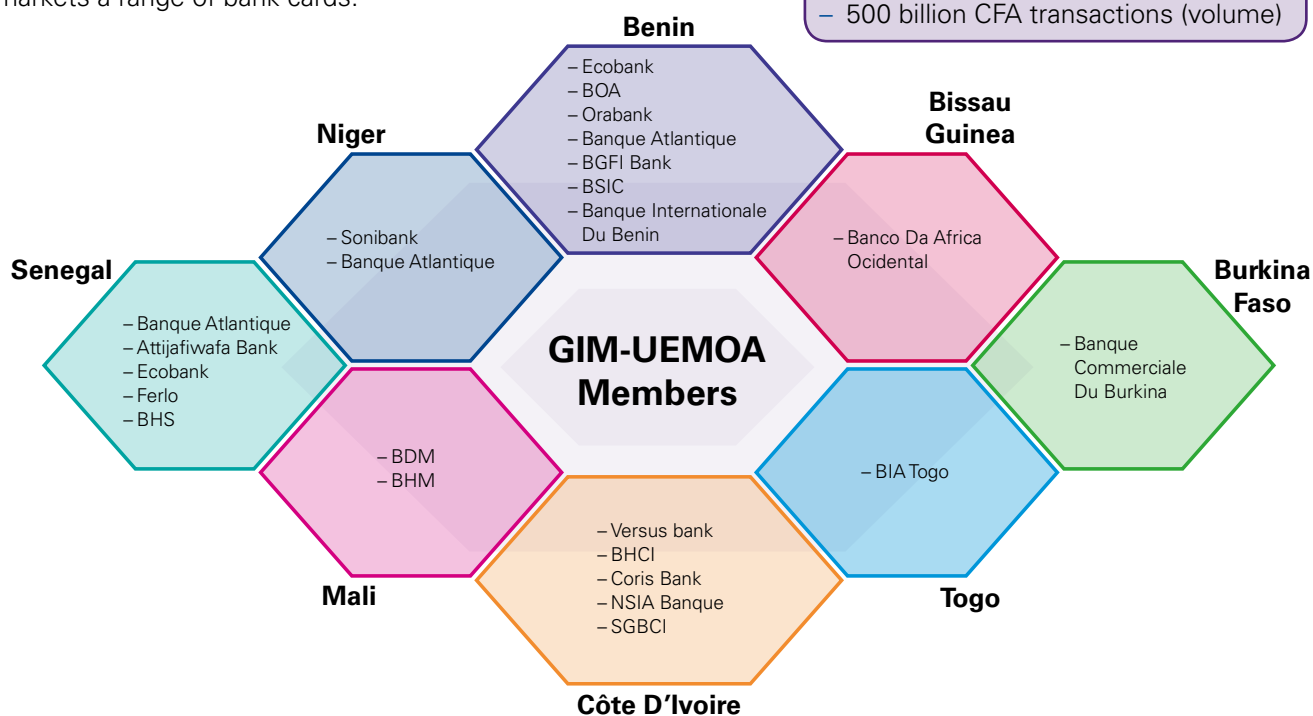 markets a range of bank cards.
– 500 billion CFA transactions (volume)
Benin
– Ecobank
– BOA
– Orabank
– Banque Atlantique
– BGFI Bank
– BSIC
– Banque Internationale
Du Benin
Bissau
Guinea
– Banco Da Africa
Ocidental
Niger
– Sonibank
– Banque Atlantique
Senegal
– Banque Atlantique
– Attijafiwafa Bank
– Ecobank
– Ferlo
– BHS
GIM-UEMOA
Members
Burkina
Faso
– Banque
Commerciale
Du Burkina
– BDM
– BHM
Mali
– BIA Togo
Togo
– Versus bank
– BHCI
– Coris Bank
– NSIA Banque
– SGBCI
Côte D’Ivoire